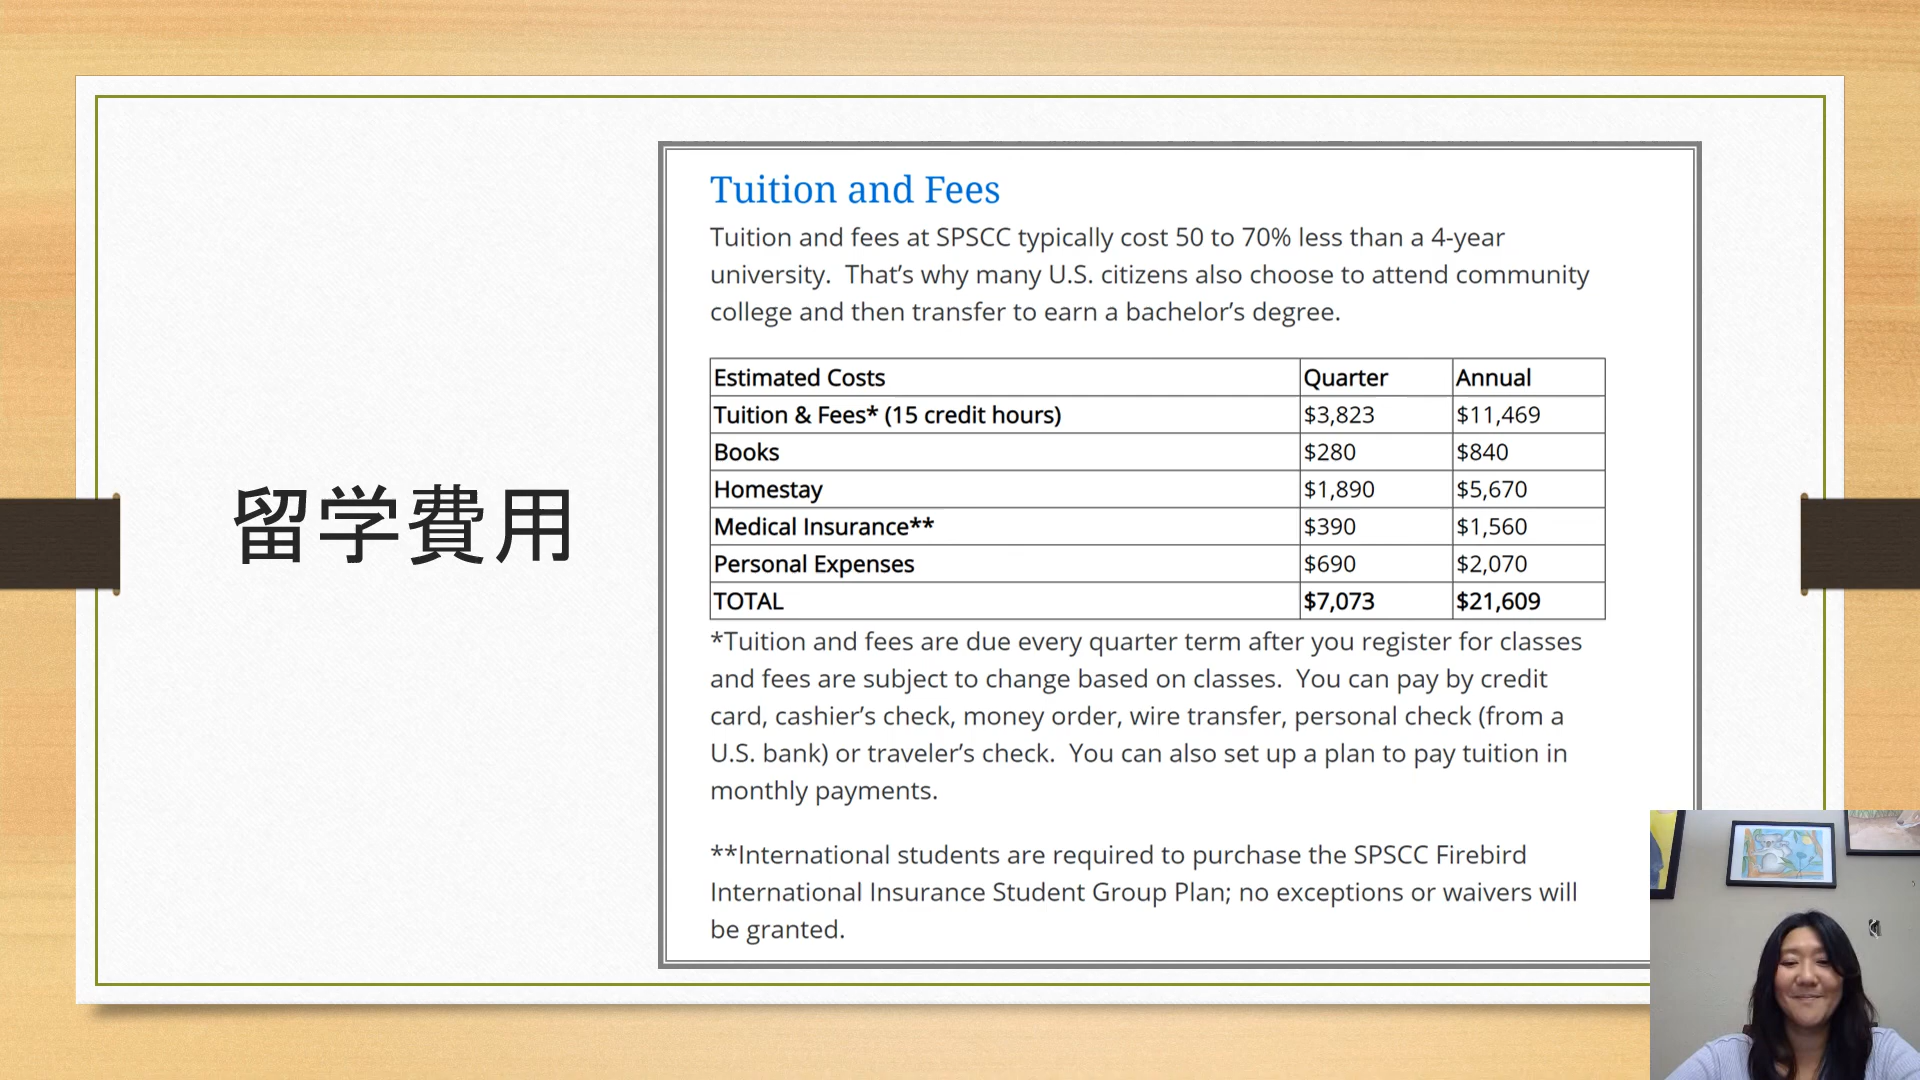 留学費用
Tuition and Fees
Tuition and fees at SPSCC typically cost 50 to 70% less than a 4-year
university.  That’s why many U.S. citizens also choose to attend community
college and then transfer to earn a bachelor’s degree.
Estimated Costs Quarter Annual
Tuition & Fees* (15 credit hours) $3,823 $11,469
Books $280 $840
Homestay $1,890 $5,670
Medical Insurance** $390 $1,560
Personal Expenses $690 $2,070
TOTAL $7,073 $21,609
*Tuition and fees are due every quarter term after you register for classes
and fees are subject to change based on classes.  You can pay by credit
card, cashier’s check, money order, wire transfer, personal check (from a
U.S. bank) or traveler’s check.  You can also set up a plan to pay tuition in
monthly payments.
**International students are required to purchase the SPSCC Firebird
International Insurance Student Group Plan; no exceptions or waivers will
be granted.